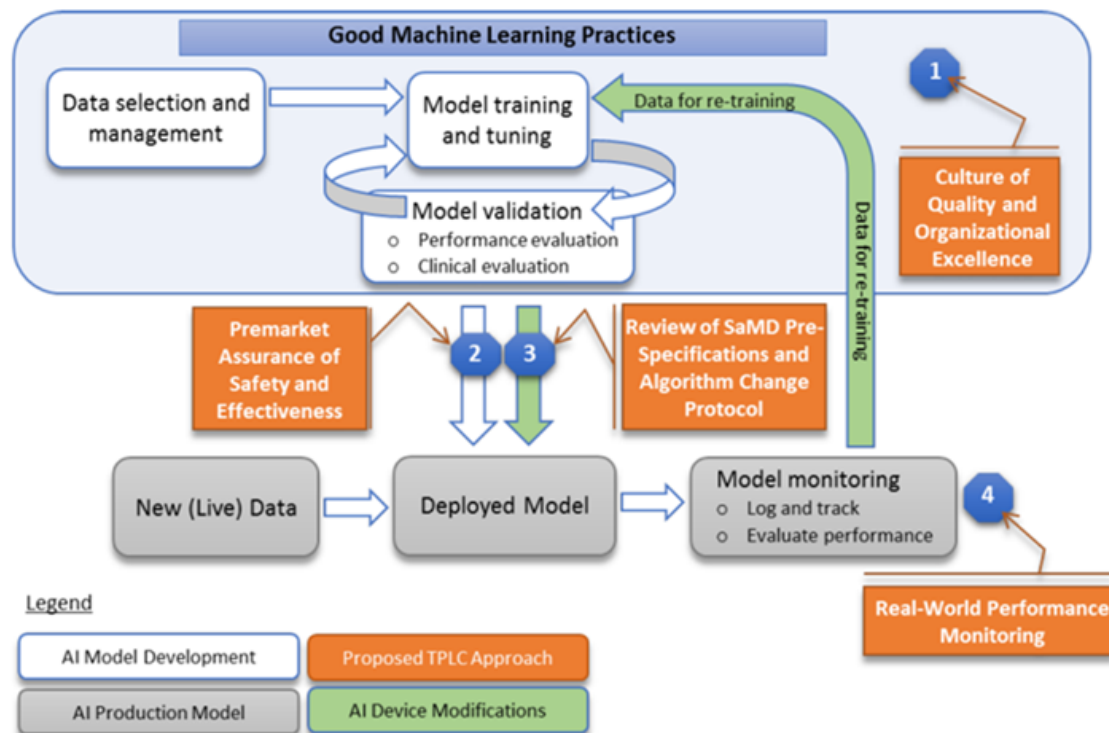 Good Machine Learning Practices
Data selection and
management
Model training
and tuning
Data for re-training
1
Culture of
Quality and
Organizational
Excellence
Model validation
o Performance evaluation
o Clinical evaluation
Data for re-training
Premarket
Assurance of
Safety and
Effectiveness
2
3
Review of SaMD Pre-
Specifications and
Algorithm Change
Protocol
New (Live) Data
Deployed Model
Model monitoring
o Log and track
o Evaluate performance
4
Real-World Performance
Monitoring
Legend
AI Model Development
Proposed TPLC Approach
AI Production Model
AI Device Modifications